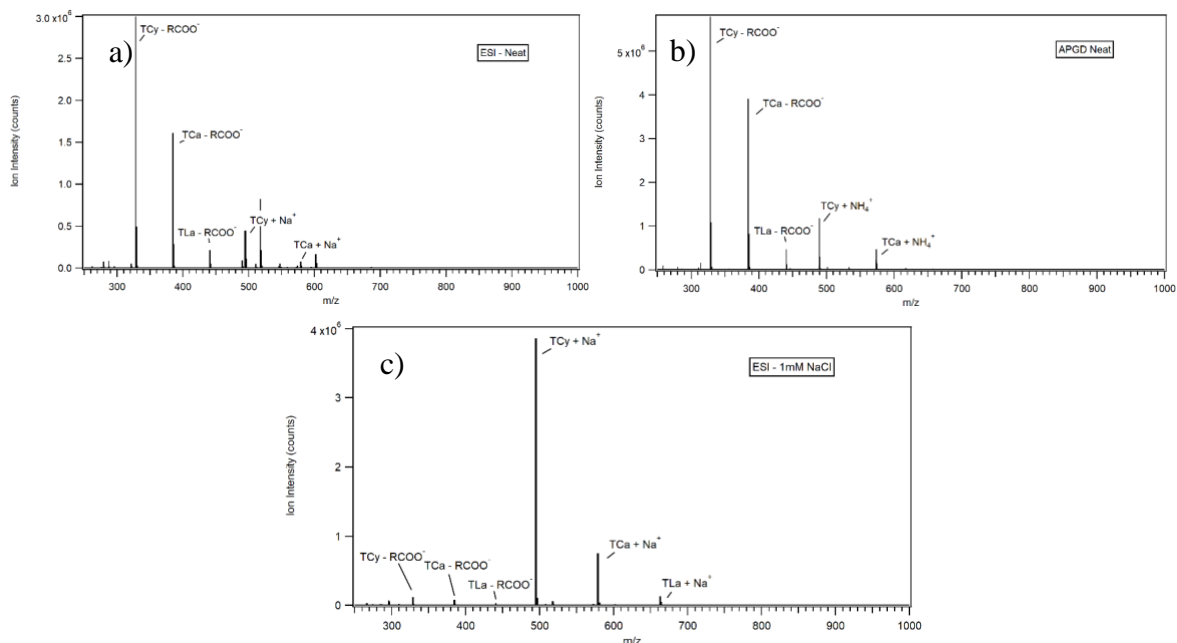 a)
ESI - Neat
3.0 x10⁶
2.5
2.0
1.5
1.0
0.5
0.0
Ion Intensity (counts)
TCy - RCOO⁻
TCa - RCOO⁻
TLa - RCOO⁻
TCy + Na⁺
TCa + Na⁺
300 400 500 600 700 800 900 1000
m/z
b)
APGD Neat
5 x10⁶
4
3
2
1
0
Ion Intensity (counts)
TCy - RCOO⁻
TCa - RCOO⁻
TLa - RCOO⁻
TCy + NH₄⁺
TCa + NH₄⁺
300 400 500 600 700 800 900 1000
m/z
c)
ESI - 1mM NaCl
4 x10⁶
3
2
1
0
Ion Intensity (counts)
TCy + Na⁺
TCy - RCOO⁻
TCa - RCOO⁻
TLa - RCOO⁻
TCa + Na⁺
TLa + Na⁺
300 400 500 600 700 800 900 1000
m/z